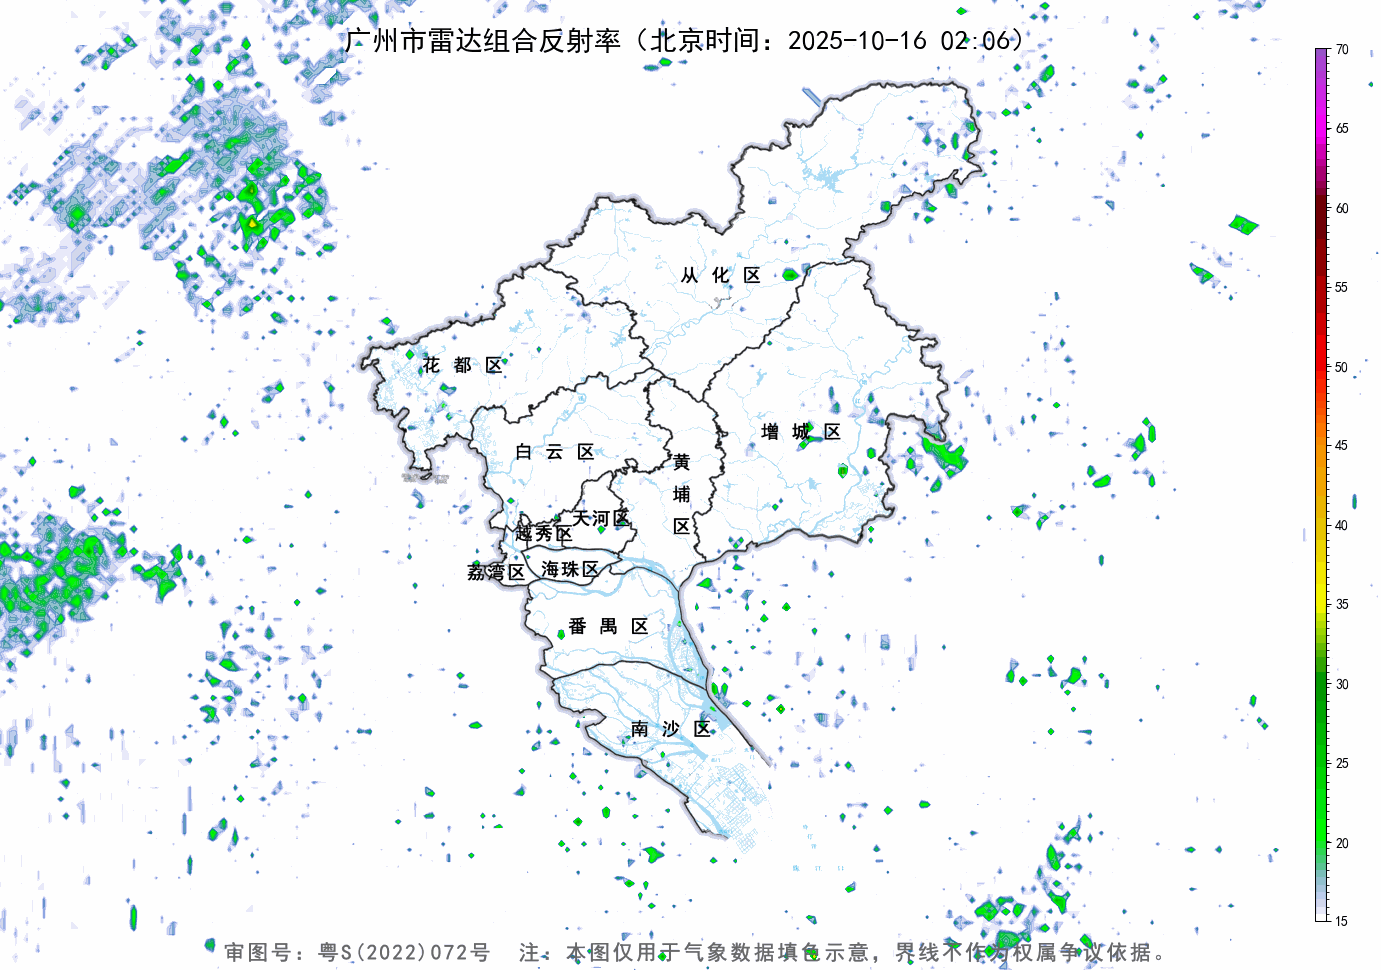 广州市雷达组合反射率（北京时间：2025-10-16 02:06）
70
65
60
55
50
45
40
35
30
25
20
15
从化区
花都区
增城区
白云区
黄埔区
天河区
越秀区
荔湾区
海珠区
番禺区
南沙区
审图号：粤S(2022)072号 注：本图仅用于气象数据填色示意，界线不作为权属争议依据。